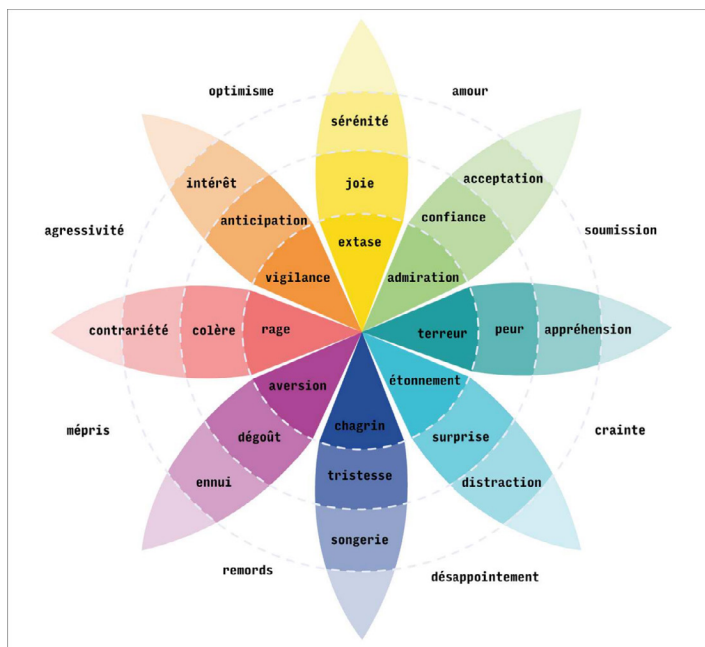 optimisme
amour
sérénité
intérêt
joie
acceptation
anticipation
confiance
agressivité
soumission
extase
vigilance
admiration
contrariété
colère
rage
terreur
peur
appréhension
aversion
étonnement
mépris
dégoût
chagrin
surprise
crainte
ennui
tristesse
distraction
songerie
remords
désappointement